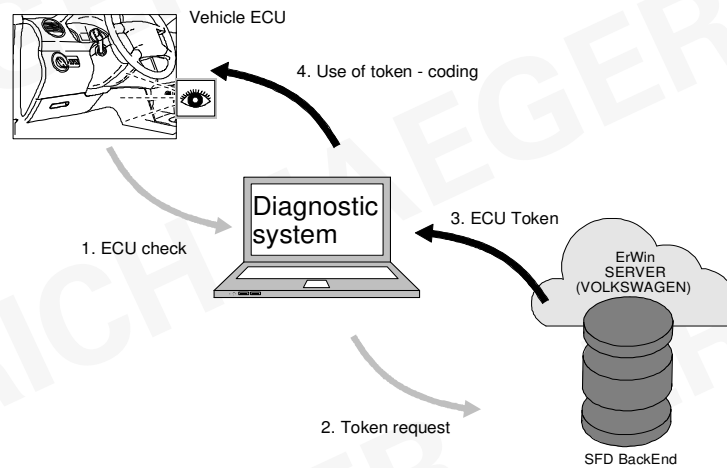 Vehicle ECU
4. Use of token - coding
Diagnostic
system
3. ECU Token
1. ECU check
ErWin
SERVER
(VOLKSWAGEN)
2. Token request
SFD BackEnd